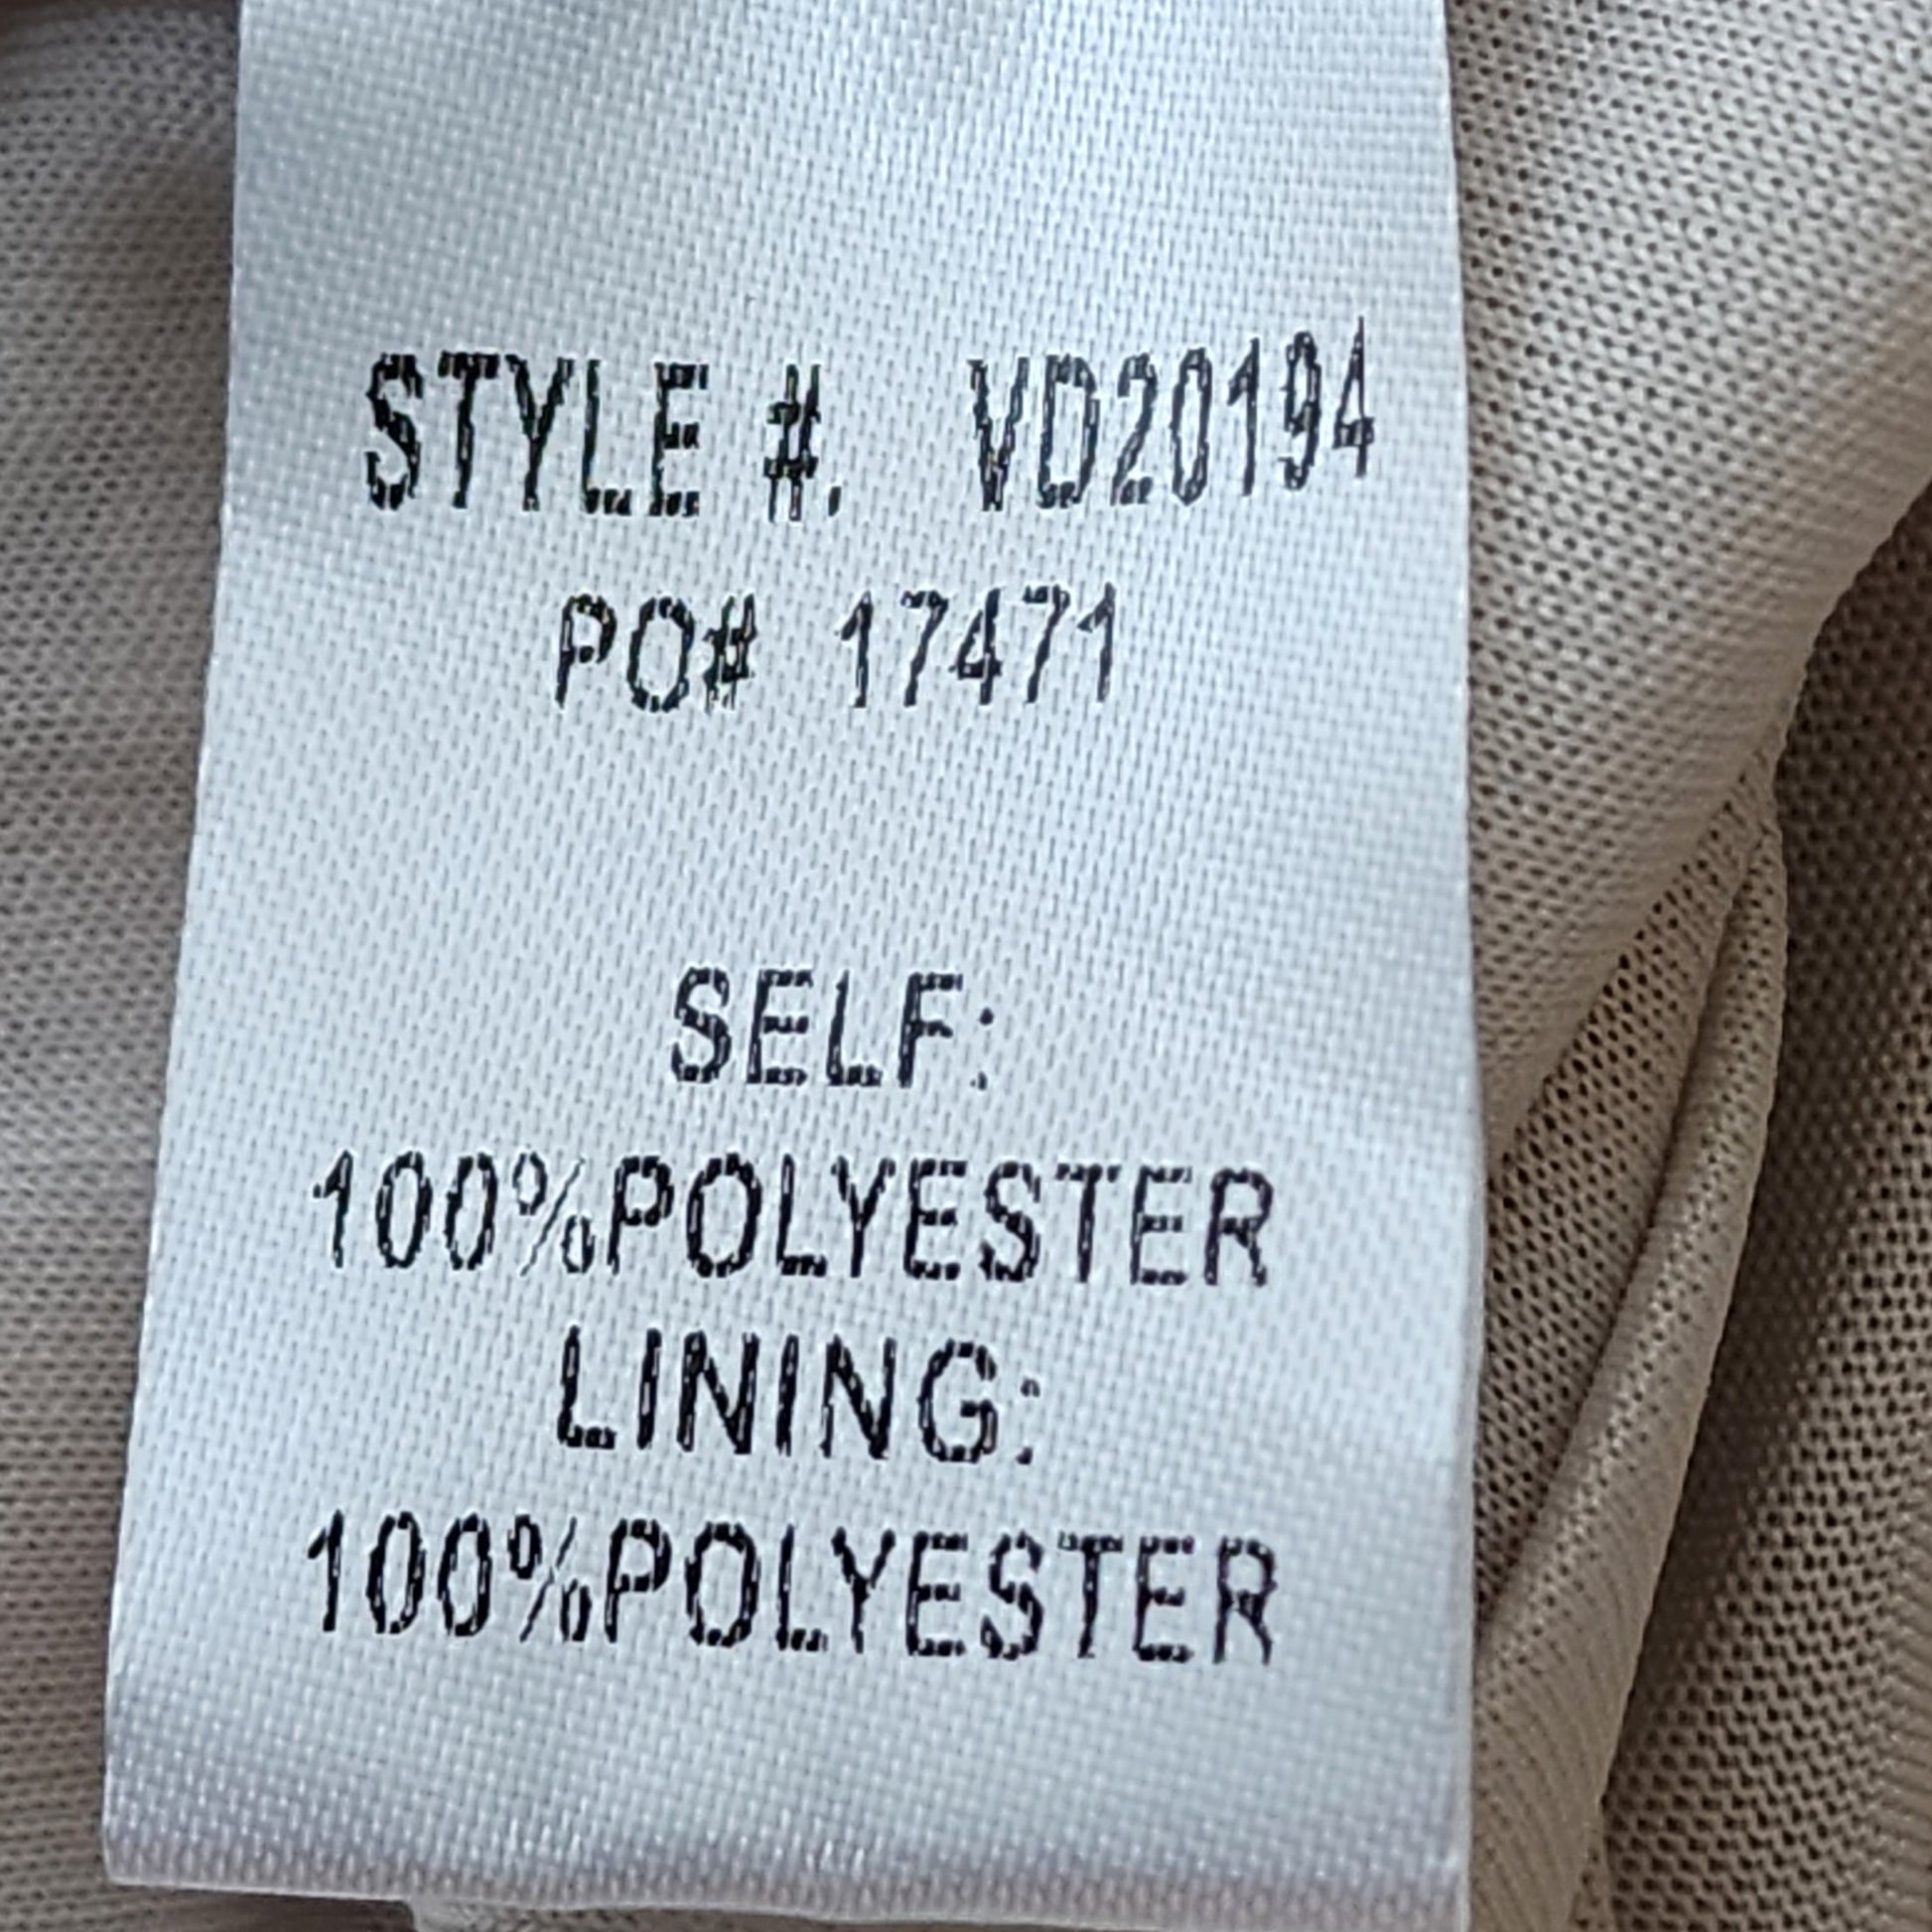 STYLE #. VD20194
PO# 17471
SELF:
100%POLYESTER
LINING:
100%POLYESTER